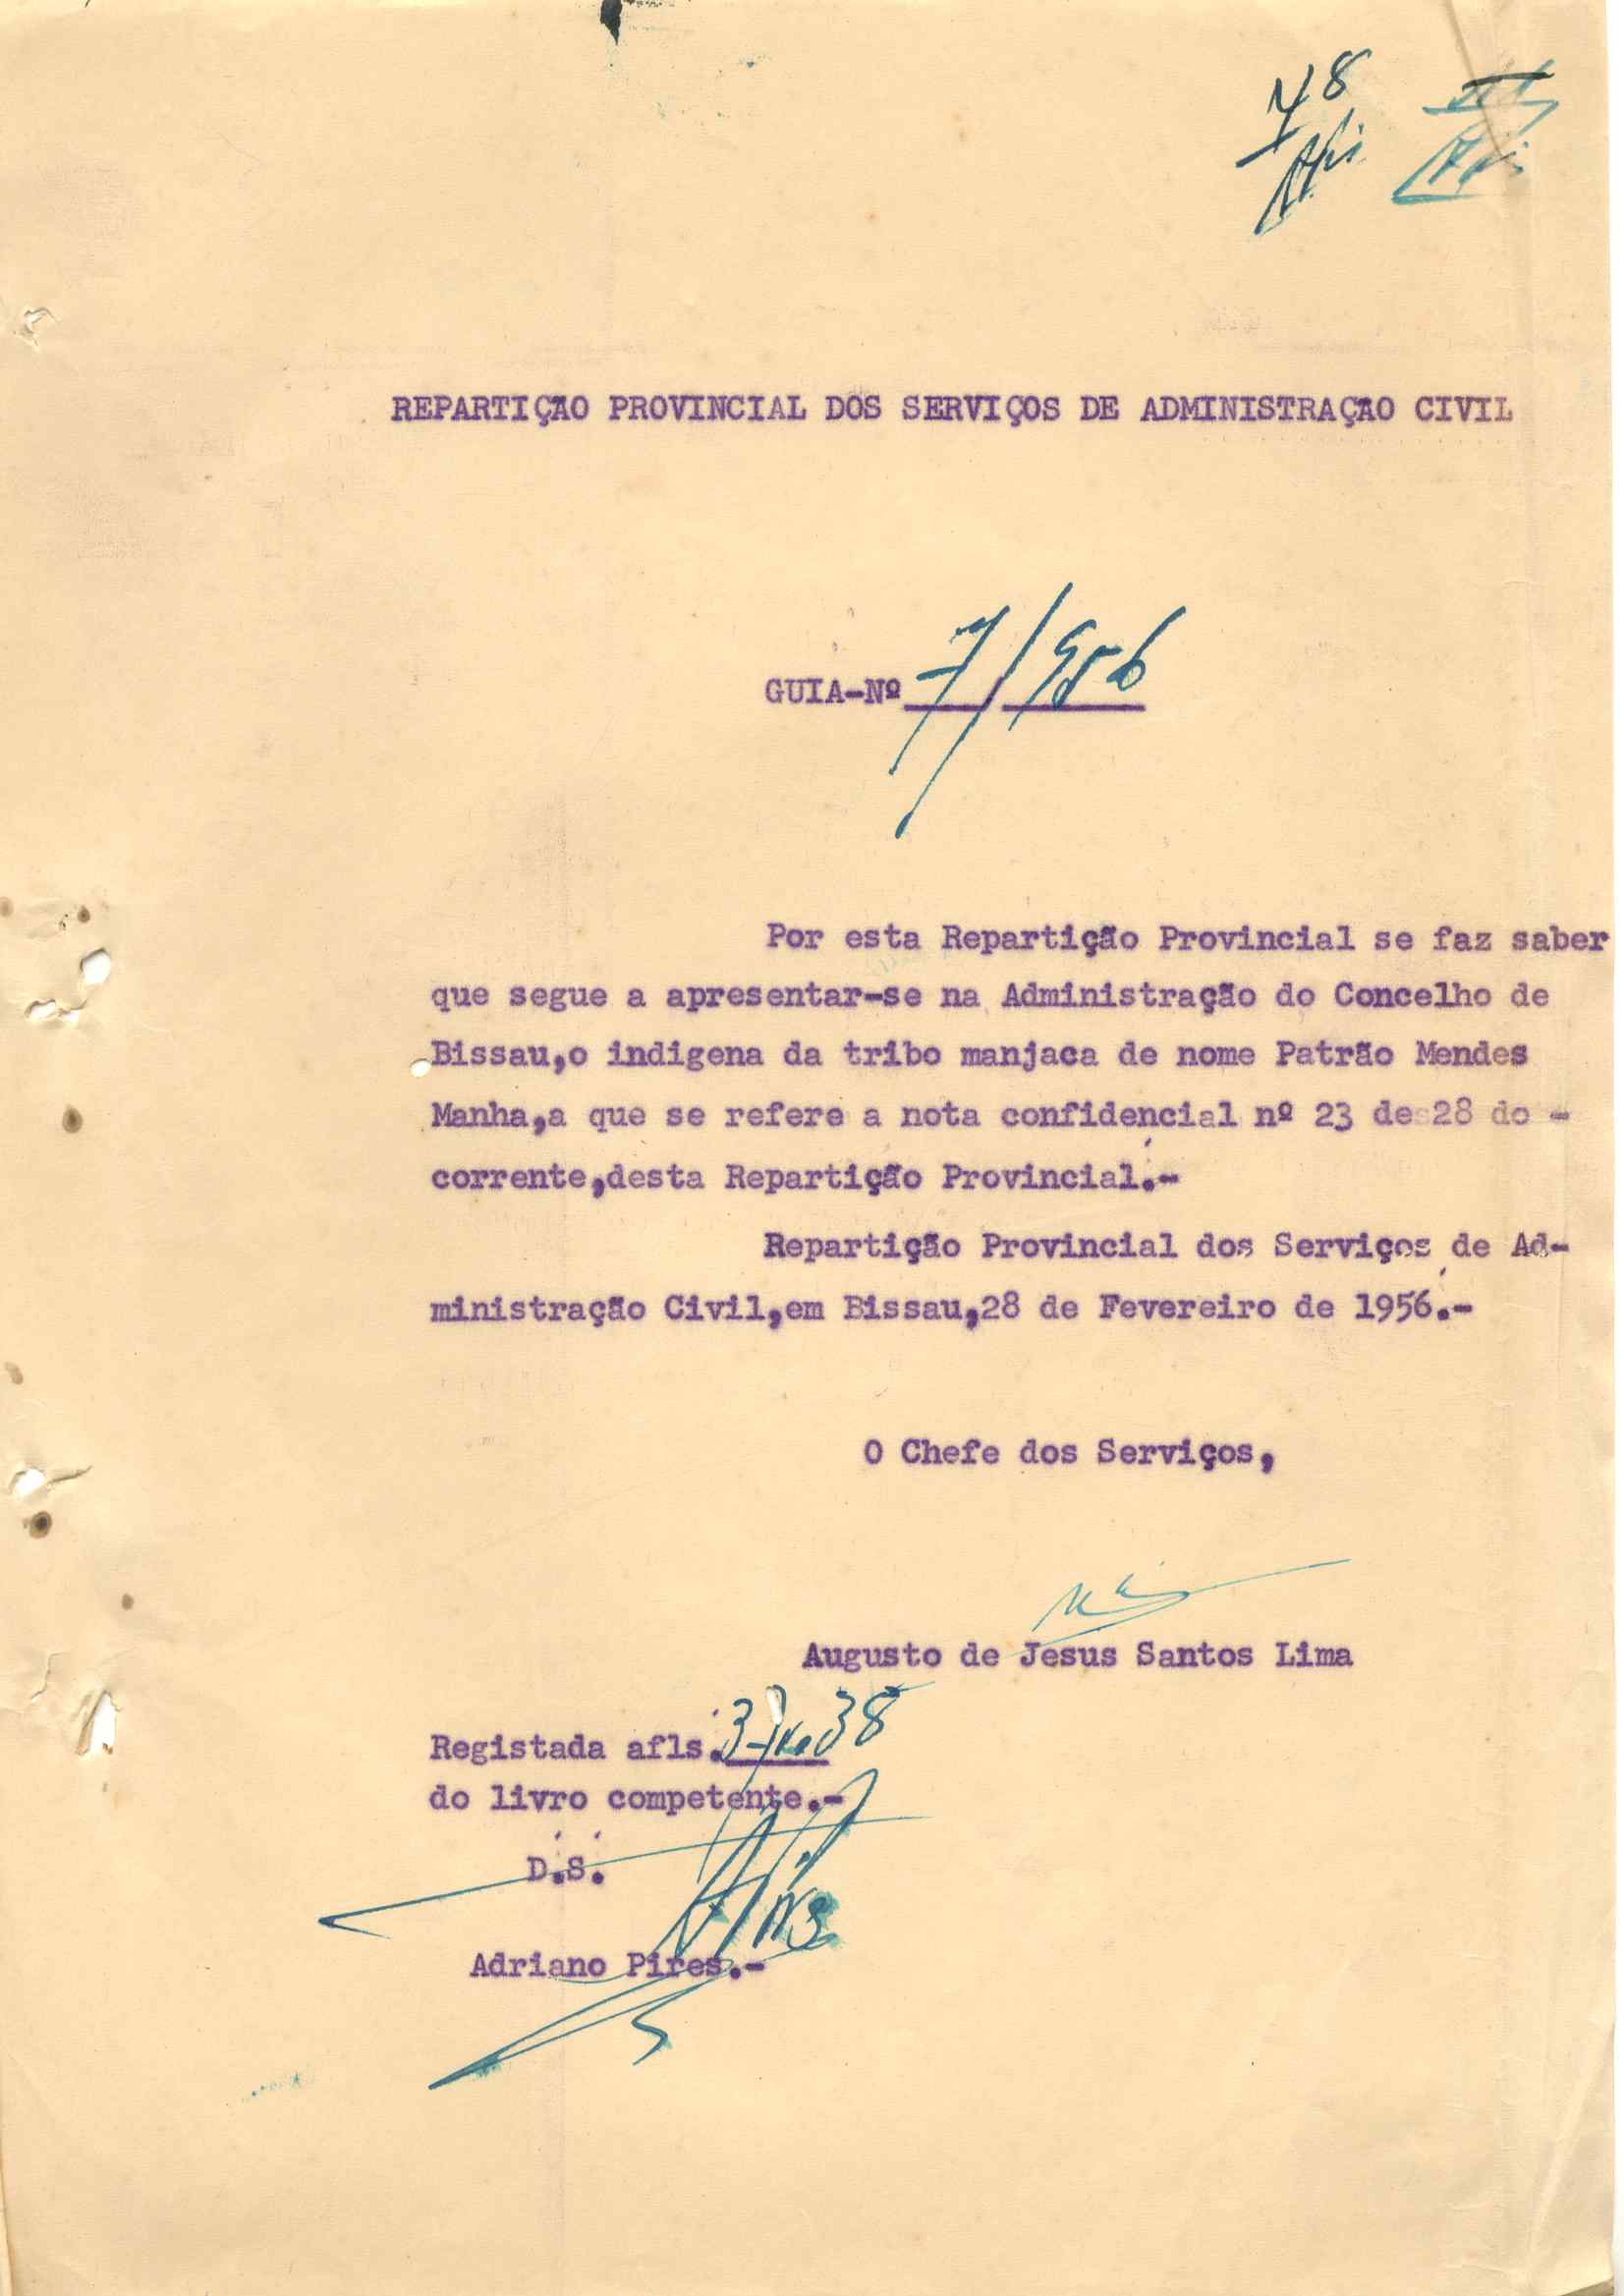 78
REPARTIÇÃO PROVINCIAL DOS SERVIÇOS DE ADMINISTRAÇÃO CIVIL
GUIA-Nº 7/956
Por esta Repartição Provincial se faz saber
que segue a apresentar-se na Administração do Concelho de
Bissau,o indigena da tribo manjaca de nome Patrão Mendes
Manha,a que se refere a nota confidencial nº 23 de 28 do -
corrente,desta Repartição Provincial.-
Repartição Provincial dos Serviços de Ad-
ministração Civil,em Bissau,28 de Fevereiro de 1956.-
O Chefe dos Serviços,
Augusto de Jesus Santos Lima
Registada afls. 38
do livro competente.-
D.S.
Adriano Pires.-